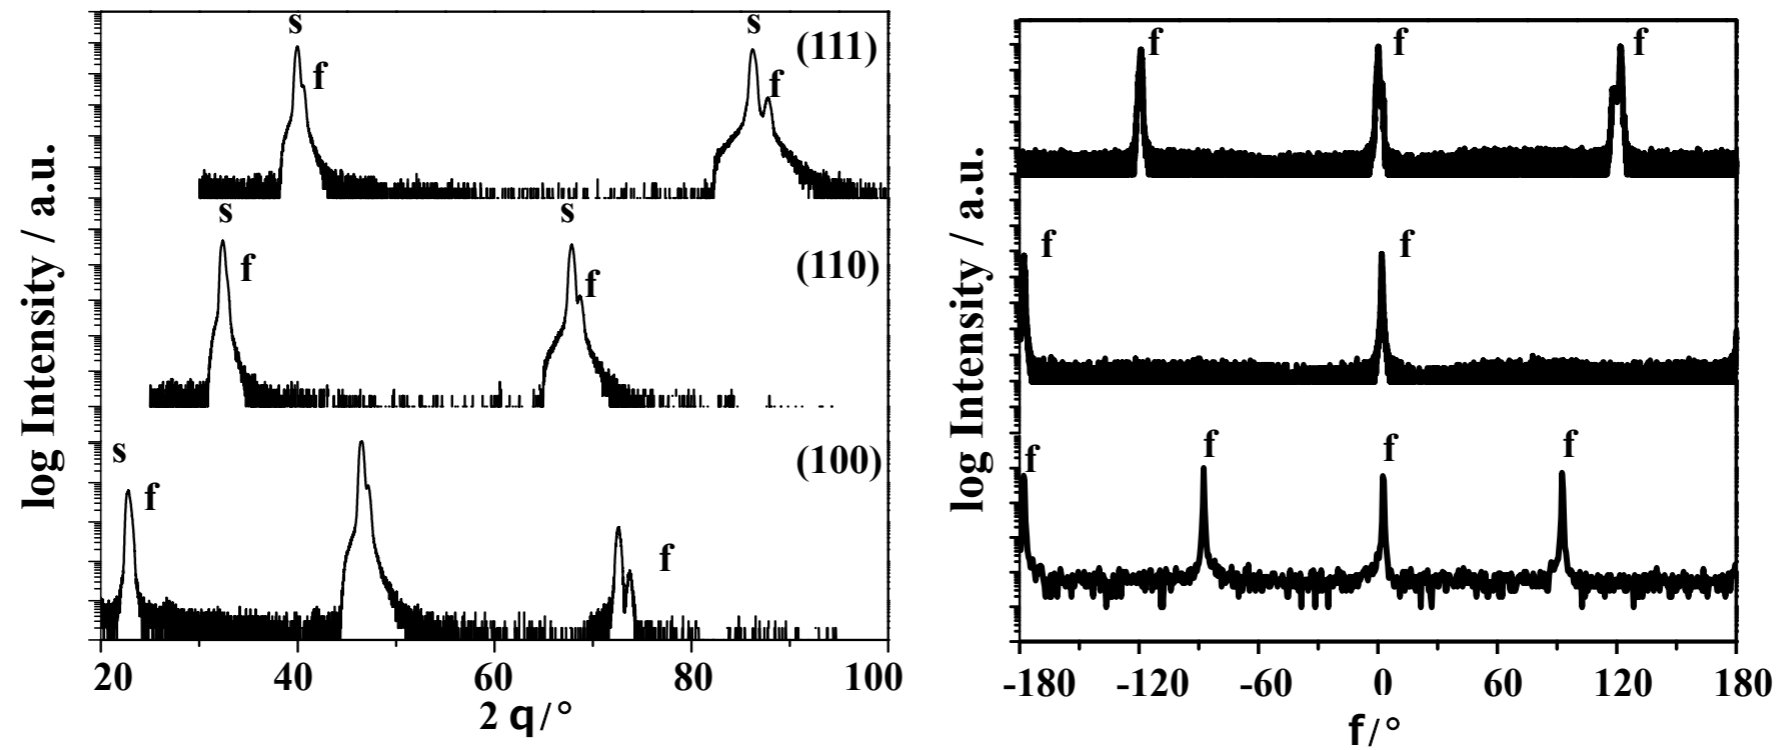 s s
(111)
f f
s s
(110)
f f
s
(100)
f f
log Intensity / a.u.
20 40 60 80 100
2 q/°
f f f
f f
f f f f
log Intensity / a.u.
-180 -120 -60 0 60 120 180
f/°